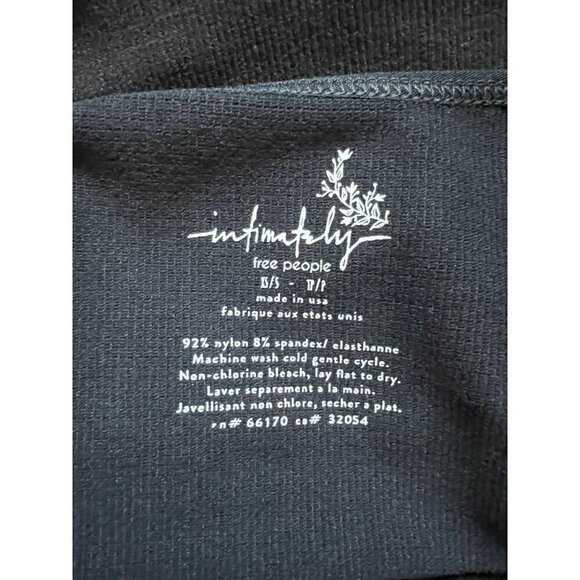 intimately
free people
XS/S - TP/P
made in usa
fabrique aux etats unis
92% nylon 8% spandex/ elasthanne
Machine wash cold gentle cycle.
Non-chlorine bleach, lay flat to dry.
Laver separement a la main.
Javellisant non chlore, secher a plat.
rn# 66170 ca# 32054